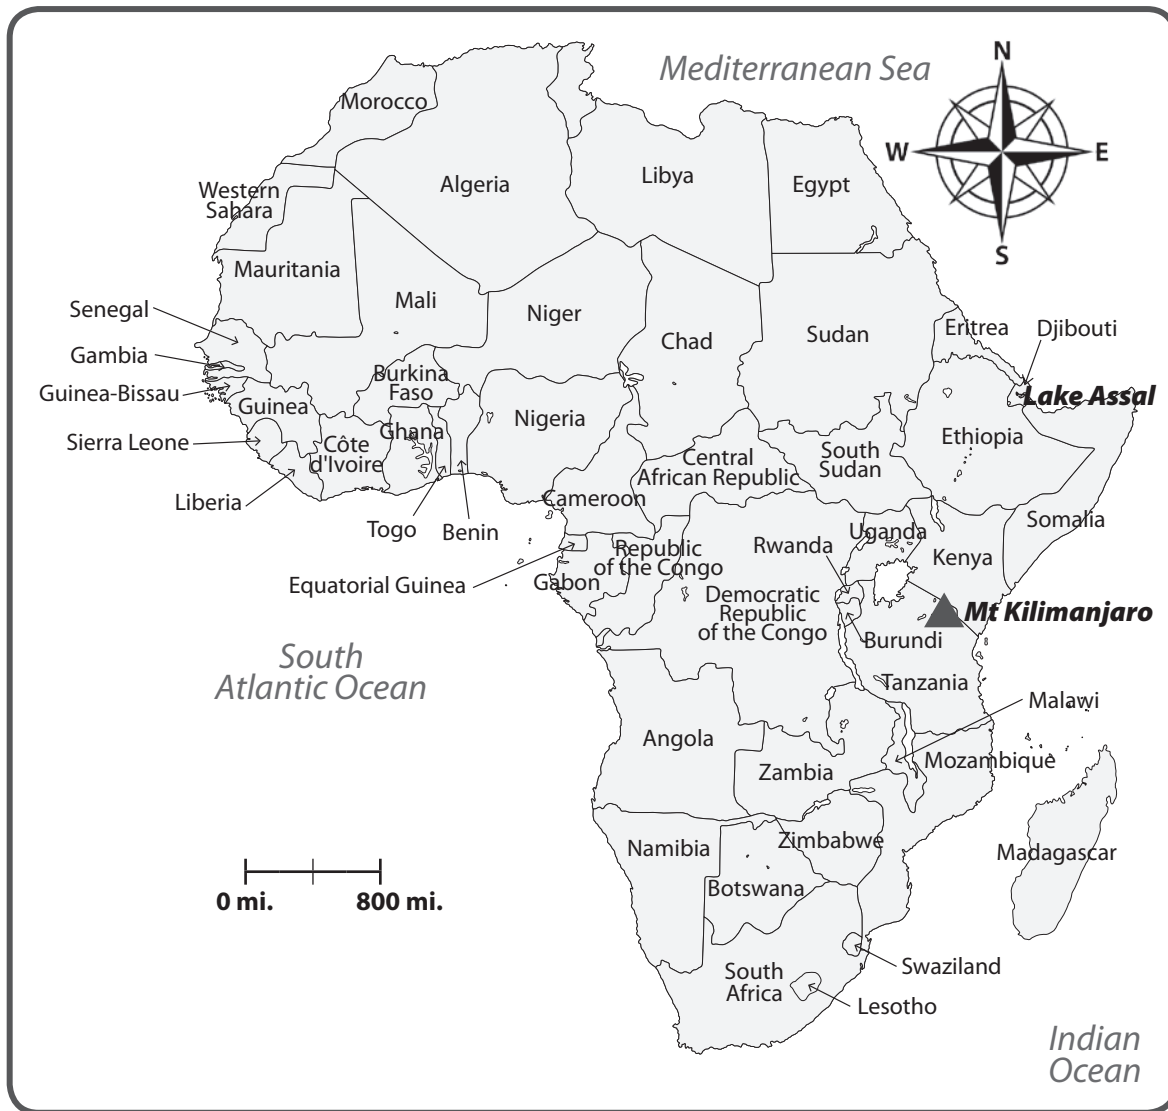 Mediterranean Sea
N
W
E
S
Morocco
Algeria
Libya
Egypt
Western
Sahara
Mauritania
Mali
Niger
Chad
Sudan
Eritrea
Djibouti
Senegal
Gambia
Guinea-Bissau
Guinea
Sierra Leone
Liberia
Burkina
Faso
Ghana
Côte
d'Ivoire
Togo
Benin
Nigeria
Lake Assal
Ethiopia
South
Sudan
Central
African Republic
Cameroon
Somalia
Uganda
Kenya
Rwanda
Republic
of the Congo
Equatorial Guinea
Gabon
Democratic
Republic
of the Congo
Mt Kilimanjaro
Burundi
Tanzania
South
Atlantic Ocean
Malawi
Angola
Zambia
Mozambique
Namibia
Zimbabwe
Madagascar
Botswana
0 mi.
800 mi.
Swaziland
South
Africa
Lesotho
Indian
Ocean